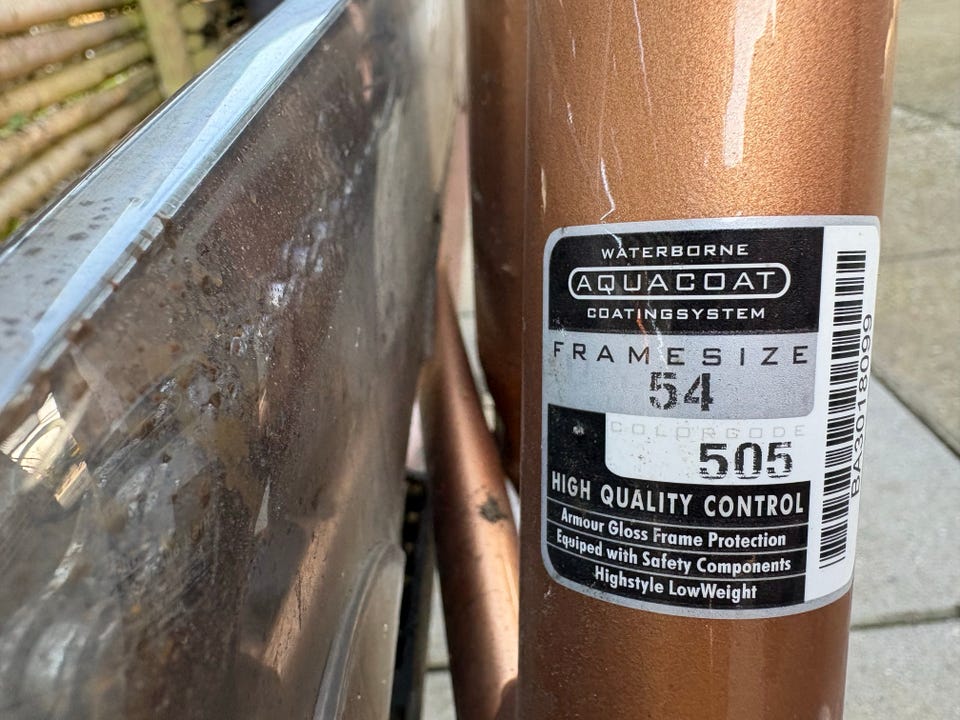 WATERBORNE
AQUACOAT
COATINGSYSTEM
FRAMESIZE
54
COLORCODE
505
HIGH QUALITY CONTROL
Armour Gloss Frame Protection
Equiped with Safety Components
Highstyle LowWeight
BA3018099